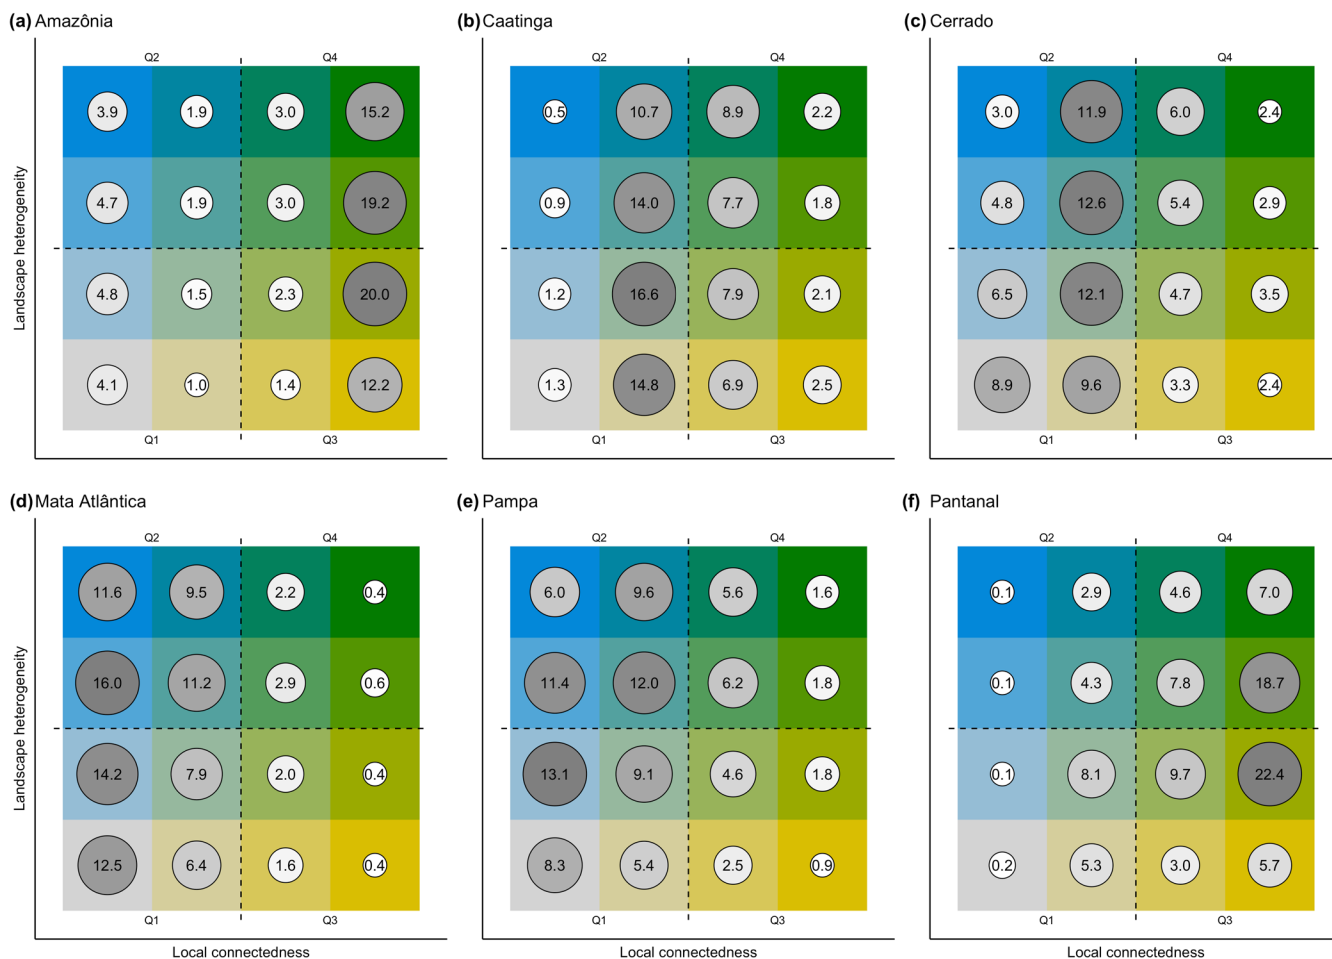 (a) Amazônia
(b) Caatinga
(c) Cerrado
Q2 Q4 Q2 Q4 Q2 Q4
3.9 1.9 3.0 15.2 0.5 10.7 8.9 2.2 3.0 11.9 6.0 2.4
4.7 1.9 3.0 19.2 0.9 14.0 7.7 1.8 4.8 12.6 5.4 2.9
Landscape heterogeneity
4.8 1.5 2.3 20.0 1.2 16.6 7.9 2.1 6.5 12.1 4.7 3.5
4.1 1.0 1.4 12.2 1.3 14.8 6.9 2.5 8.9 9.6 3.3 2.4
Q1 Q3 Q1 Q3 Q1 Q3
(d) Mata Atlântica
(e) Pampa
(f) Pantanal
Q2 Q4 Q2 Q4 Q2 Q4
11.6 9.5 2.2 0.4 6.0 9.6 5.6 1.6 0.1 2.9 4.6 7.0
16.0 11.2 2.9 0.6 11.4 12.0 6.2 1.8 0.1 4.3 7.8 18.7
Landscape heterogeneity
14.2 7.9 2.0 0.4 13.1 9.1 4.6 1.8 0.1 8.1 9.7 22.4
12.5 6.4 1.6 0.4 8.3 5.4 2.5 0.9 0.2 5.3 3.0 5.7
Q1 Q3 Q1 Q3 Q1 Q3
Local connectedness
Local connectedness
Local connectedness